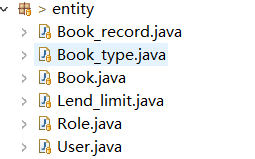 > entity
Book_record.java
Book_type.java
Book.java
Lend_limit.java
Role.java
User.java